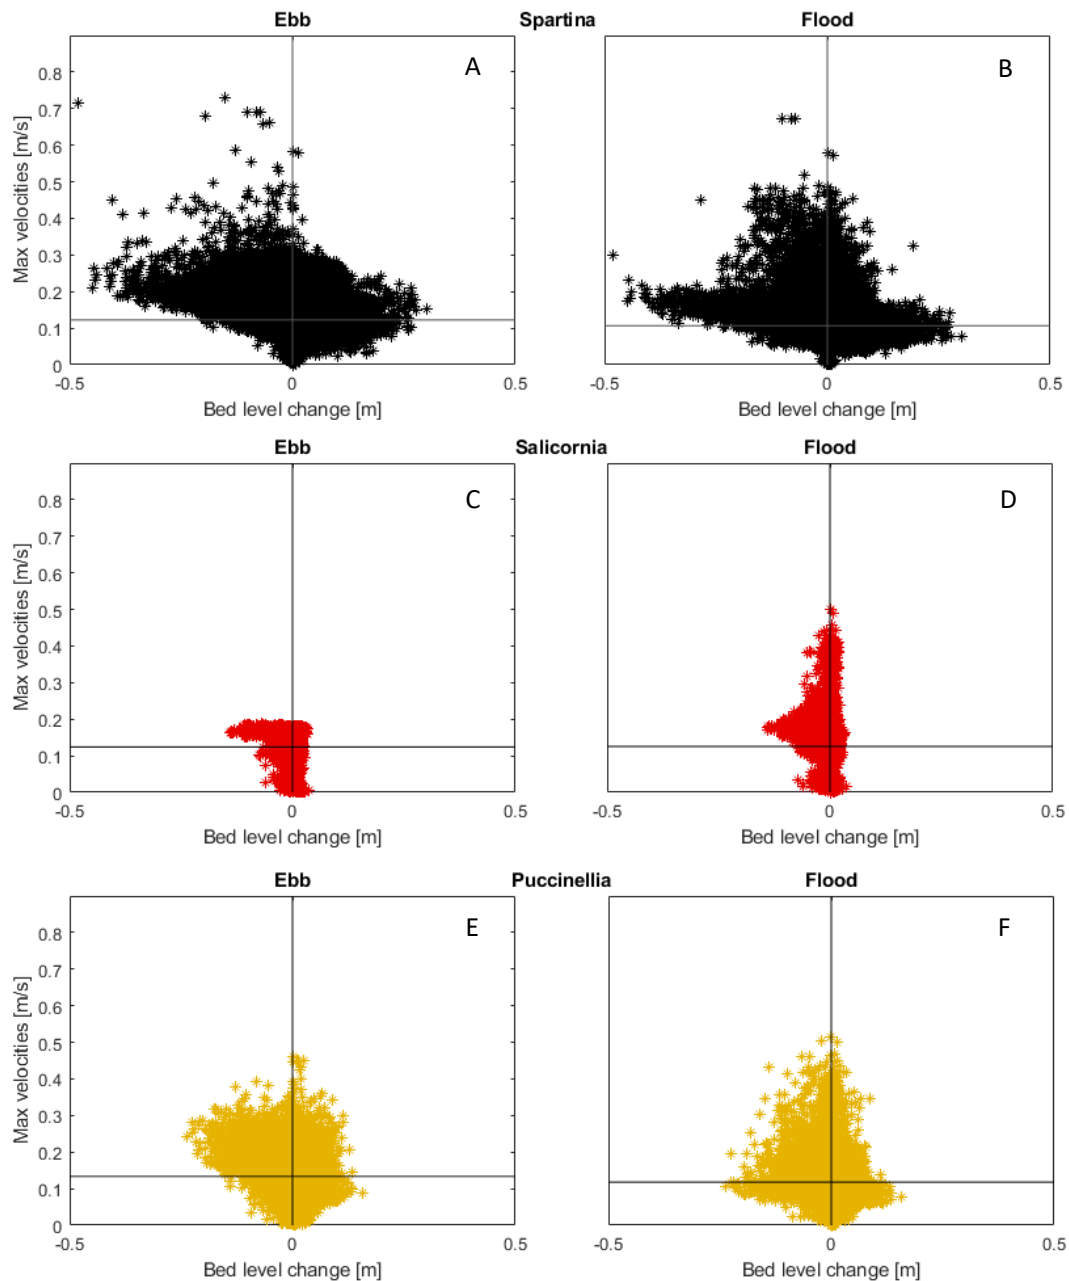 Ebb Spartina Flood
A B
0.8
0.7
0.6
0.5
0.4
0.3
0.2
0.1
0
Max velocities [m/s]
-0.5 0 0.5 -0.5 0 0.5
Bed level change [m] Bed level change [m]
Ebb Salicornia Flood
C D
0.8
0.7
0.6
0.5
0.4
0.3
0.2
0.1
0
Max velocities [m/s]
-0.5 0 0.5 -0.5 0 0.5
Bed level change [m] Bed level change [m]
Ebb Puccinellia Flood
E F
0.8
0.7
0.6
0.5
0.4
0.3
0.2
0.1
0
Max velocities [m/s]
-0.5 0 0.5 -0.5 0 0.5
Bed level change [m] Bed level change [m]